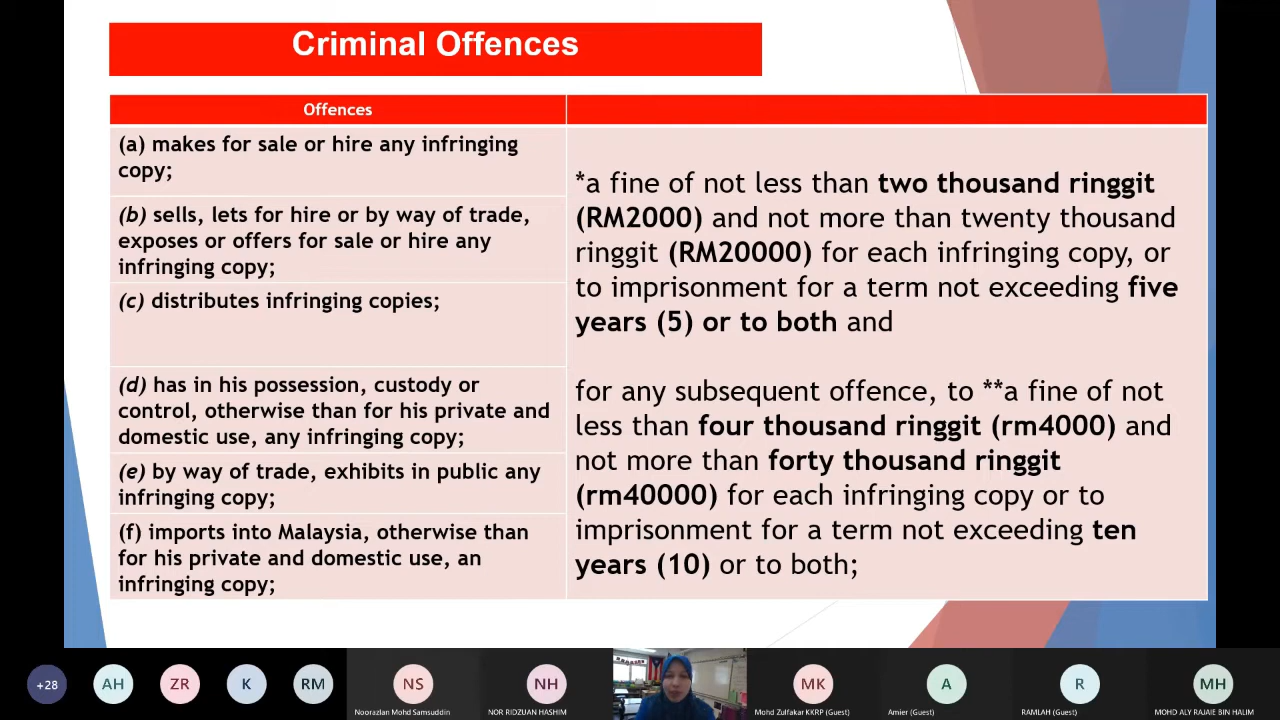 Criminal Offences
Offences
(a) makes for sale or hire any infringing
copy;
(b) sells, lets for hire or by way of trade,
exposes or offers for sale or hire any
infringing copy;
(c) distributes infringing copies;
(d) has in his possession, custody or
control, otherwise than for his private and
domestic use, any infringing copy;
(e) by way of trade, exhibits in public any
infringing copy;
(f) imports into Malaysia, otherwise than
for his private and domestic use, an
infringing copy;
*a fine of not less than two thousand ringgit
(RM2000) and not more than twenty thousand
ringgit (RM20000) for each infringing copy, or
to imprisonment for a term not exceeding five
years (5) or to both and
for any subsequent offence, to **a fine of not
less than four thousand ringgit (rm4000) and
not more than forty thousand ringgit
(rm40000) for each infringing copy or to
imprisonment for a term not exceeding ten
years (10) or to both;
+28
AH
ZR
K
RM
NS
Noorazlan Mohd Samsuddin
NH
NOR RIDZUAN HASHIM
MK
Mohd Zulfakar KKRP (Guest)
A
Amier (Guest)
R
RAMLAH (Guest)
MH
MOHD ALY RAJAIE BIN HALIM